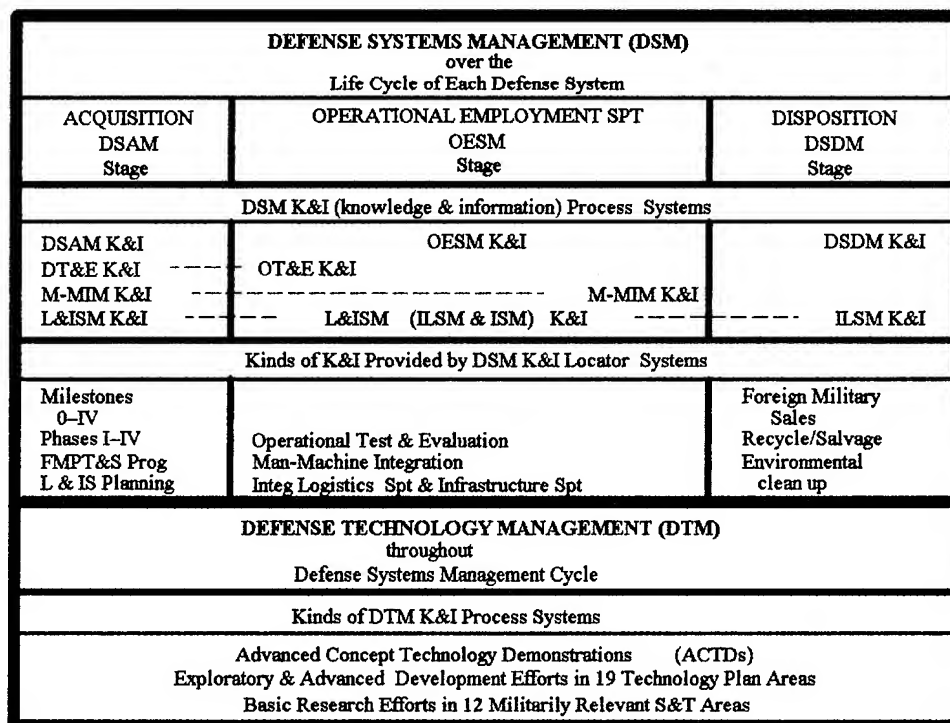 DEFENSE SYSTEMS MANAGEMENT (DSM)
over the
Life Cycle of Each Defense System
ACQUISITION
DSAM
Stage
OPERATIONAL EMPLOYMENT SPT
OESM
Stage
DISPOSITION
DSDM
Stage
DSM K&I (knowledge & information) Process Systems
DSAM K&I OESM K&I DSDM K&I
DT&E K&I ---- OT&E K&I
M-MIM K&I ---------------- M-MIM K&I
L&ISM K&I ------ L&ISM (ILSM & ISM) K&I ---------- ILSM K&I
Kinds of K&I Provided by DSM K&I Locator Systems
Milestones
0–IV
Phases I–IV
FMPT&S Prog
L & IS Planning
Operational Test & Evaluation
Man-Machine Integration
Integ Logistics Spt & Infrastructure Spt
Foreign Military
Sales
Recycle/Salvage
Environmental
clean up
DEFENSE TECHNOLOGY MANAGEMENT (DTM)
throughout
Defense Systems Management Cycle
Kinds of DTM K&I Process Systems
Advanced Concept Technology Demonstrations (ACTDs)
Exploratory & Advanced Development Efforts in 19 Technology Plan Areas
Basic Research Efforts in 12 Militarily Relevant S&T Areas